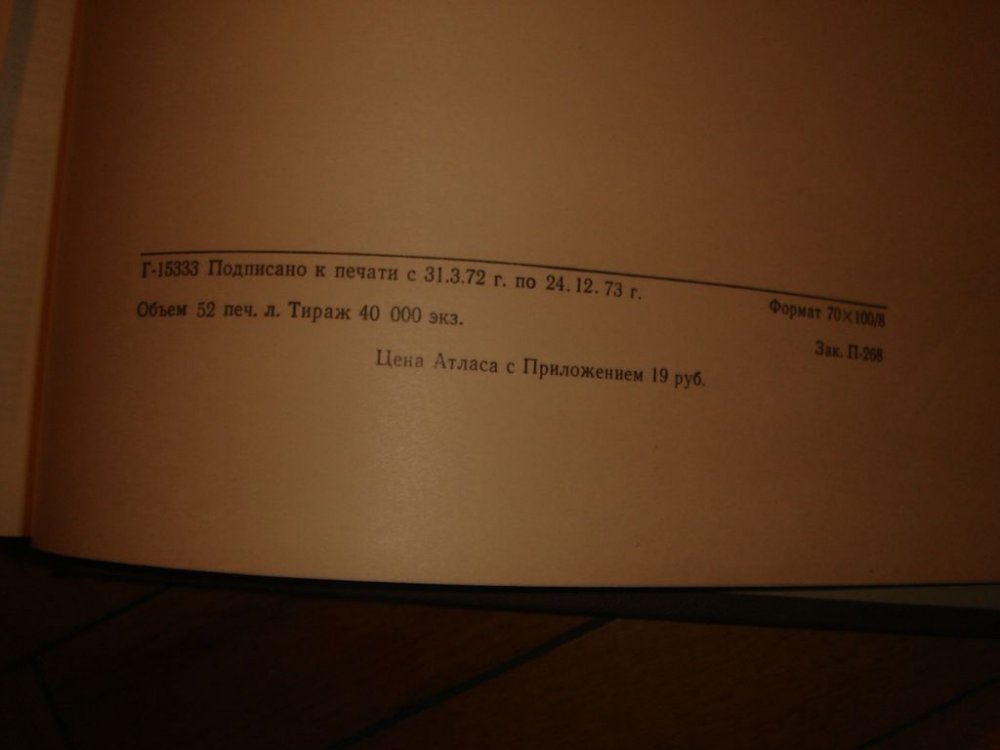 Г-15333 Подписано к печати с 31.3.72 г. по 24.12.73 г. Формат 70×100/8
Объем 52 печ. л. Тираж 40 000 экз. Зак. П-268
Цена Атласа с Приложением 19 руб.